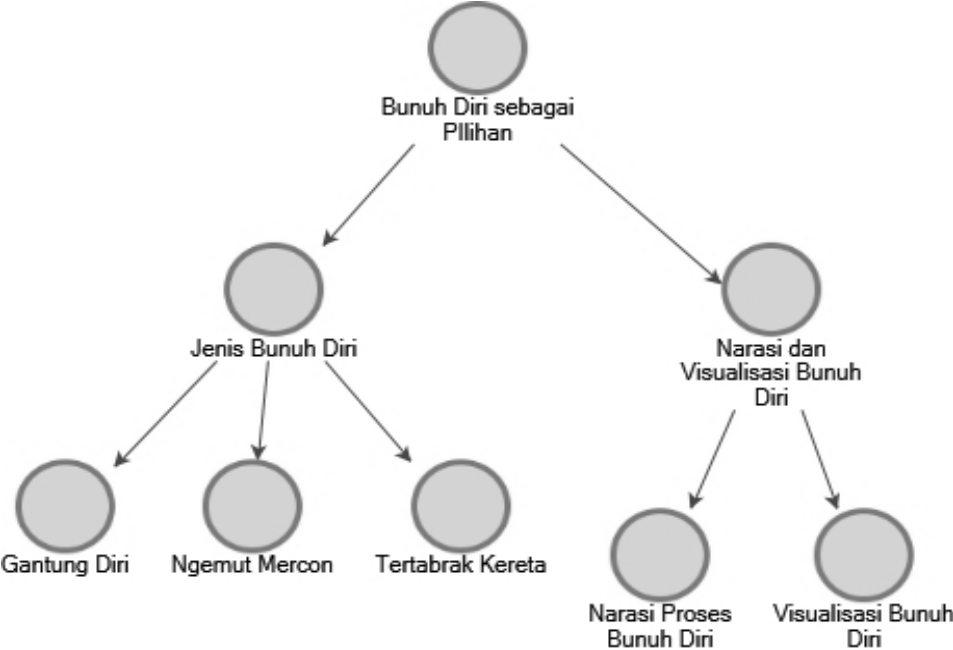 Bunuh Diri sebagai
PIlihan
Jenis Bunuh Diri
Narasi dan
Visualisasi Bunuh
Diri
Gantung Diri
Ngemut Mercon
Tertabrak Kereta
Narasi Proses
Bunuh Diri
Visualisasi Bunuh
Diri